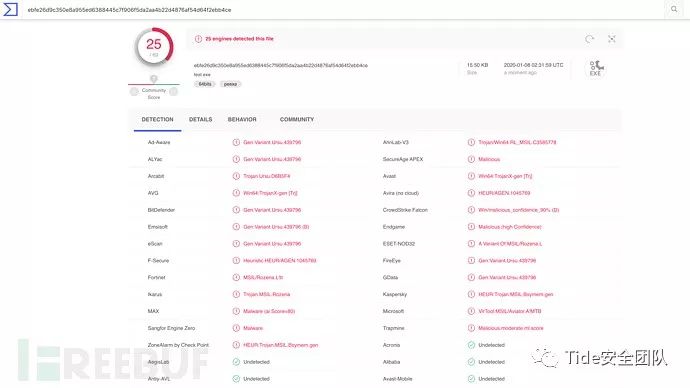 ebfe26d9c350e8a955ed6388445c7f906f5da2aa4b22d4876af54d64f2ebb4ce
25
/ 69
Community
Score
25 engines detected this file
ebfe26d9c350e8a955ed6388445c7f906f5da2aa4b22d4876af54d64f2ebb4ce
test.exe
64bits peexe
15.50 KB
Size
2020-01-08 02:31:59 UTC
a moment ago
EXE
DETECTION DETAILS BEHAVIOR COMMUNITY
Ad-Aware Gen:Variant.Ursu.439796 AhnLab-V3 Trojan/Win64.RL_MSIL.C3585778
ALYac Gen:Variant.Ursu.439796 SecureAge APEX Malicious
Arcabit Trojan.Ursu.D6B5F4 Avast Win64:TrojanX-gen [Trj]
AVG Win64:TrojanX-gen [Trj] Avira (no cloud) HEUR/AGEN.1045769
BitDefender Gen:Variant.Ursu.439796 CrowdStrike Falcon Win/malicious_confidence_90% (D)
Emsisoft Gen:Variant.Ursu.439796 (B) Endgame Malicious (high Confidence)
eScan Gen:Variant.Ursu.439796 ESET-NOD32 A Variant Of MSIL/Rozena.L
F-Secure Heuristic.HEUR/AGEN.1045769 FireEye Gen:Variant.Ursu.439796
Fortinet MSIL/Rozena.L!tr GData Gen:Variant.Ursu.439796
Ikarus Trojan.MSIL.Rozena Kaspersky HEUR:Trojan.MSIL.Bsymem.gen
MAX Malware (ai Score=80) Microsoft VirTool:MSIL/Aviator.A!MTB
Sangfor Engine Zero Malware Trapmine Malicious.moderate.ml.score
ZoneAlarm by Check Point HEUR:Trojan.MSIL.Bsymem.gen Acronis Undetected
AegisLab Undetected Alibaba Undetected
Antiy-AVL Undetected Avast-Mobile Undetected
FREEBUF
Tide安全团队